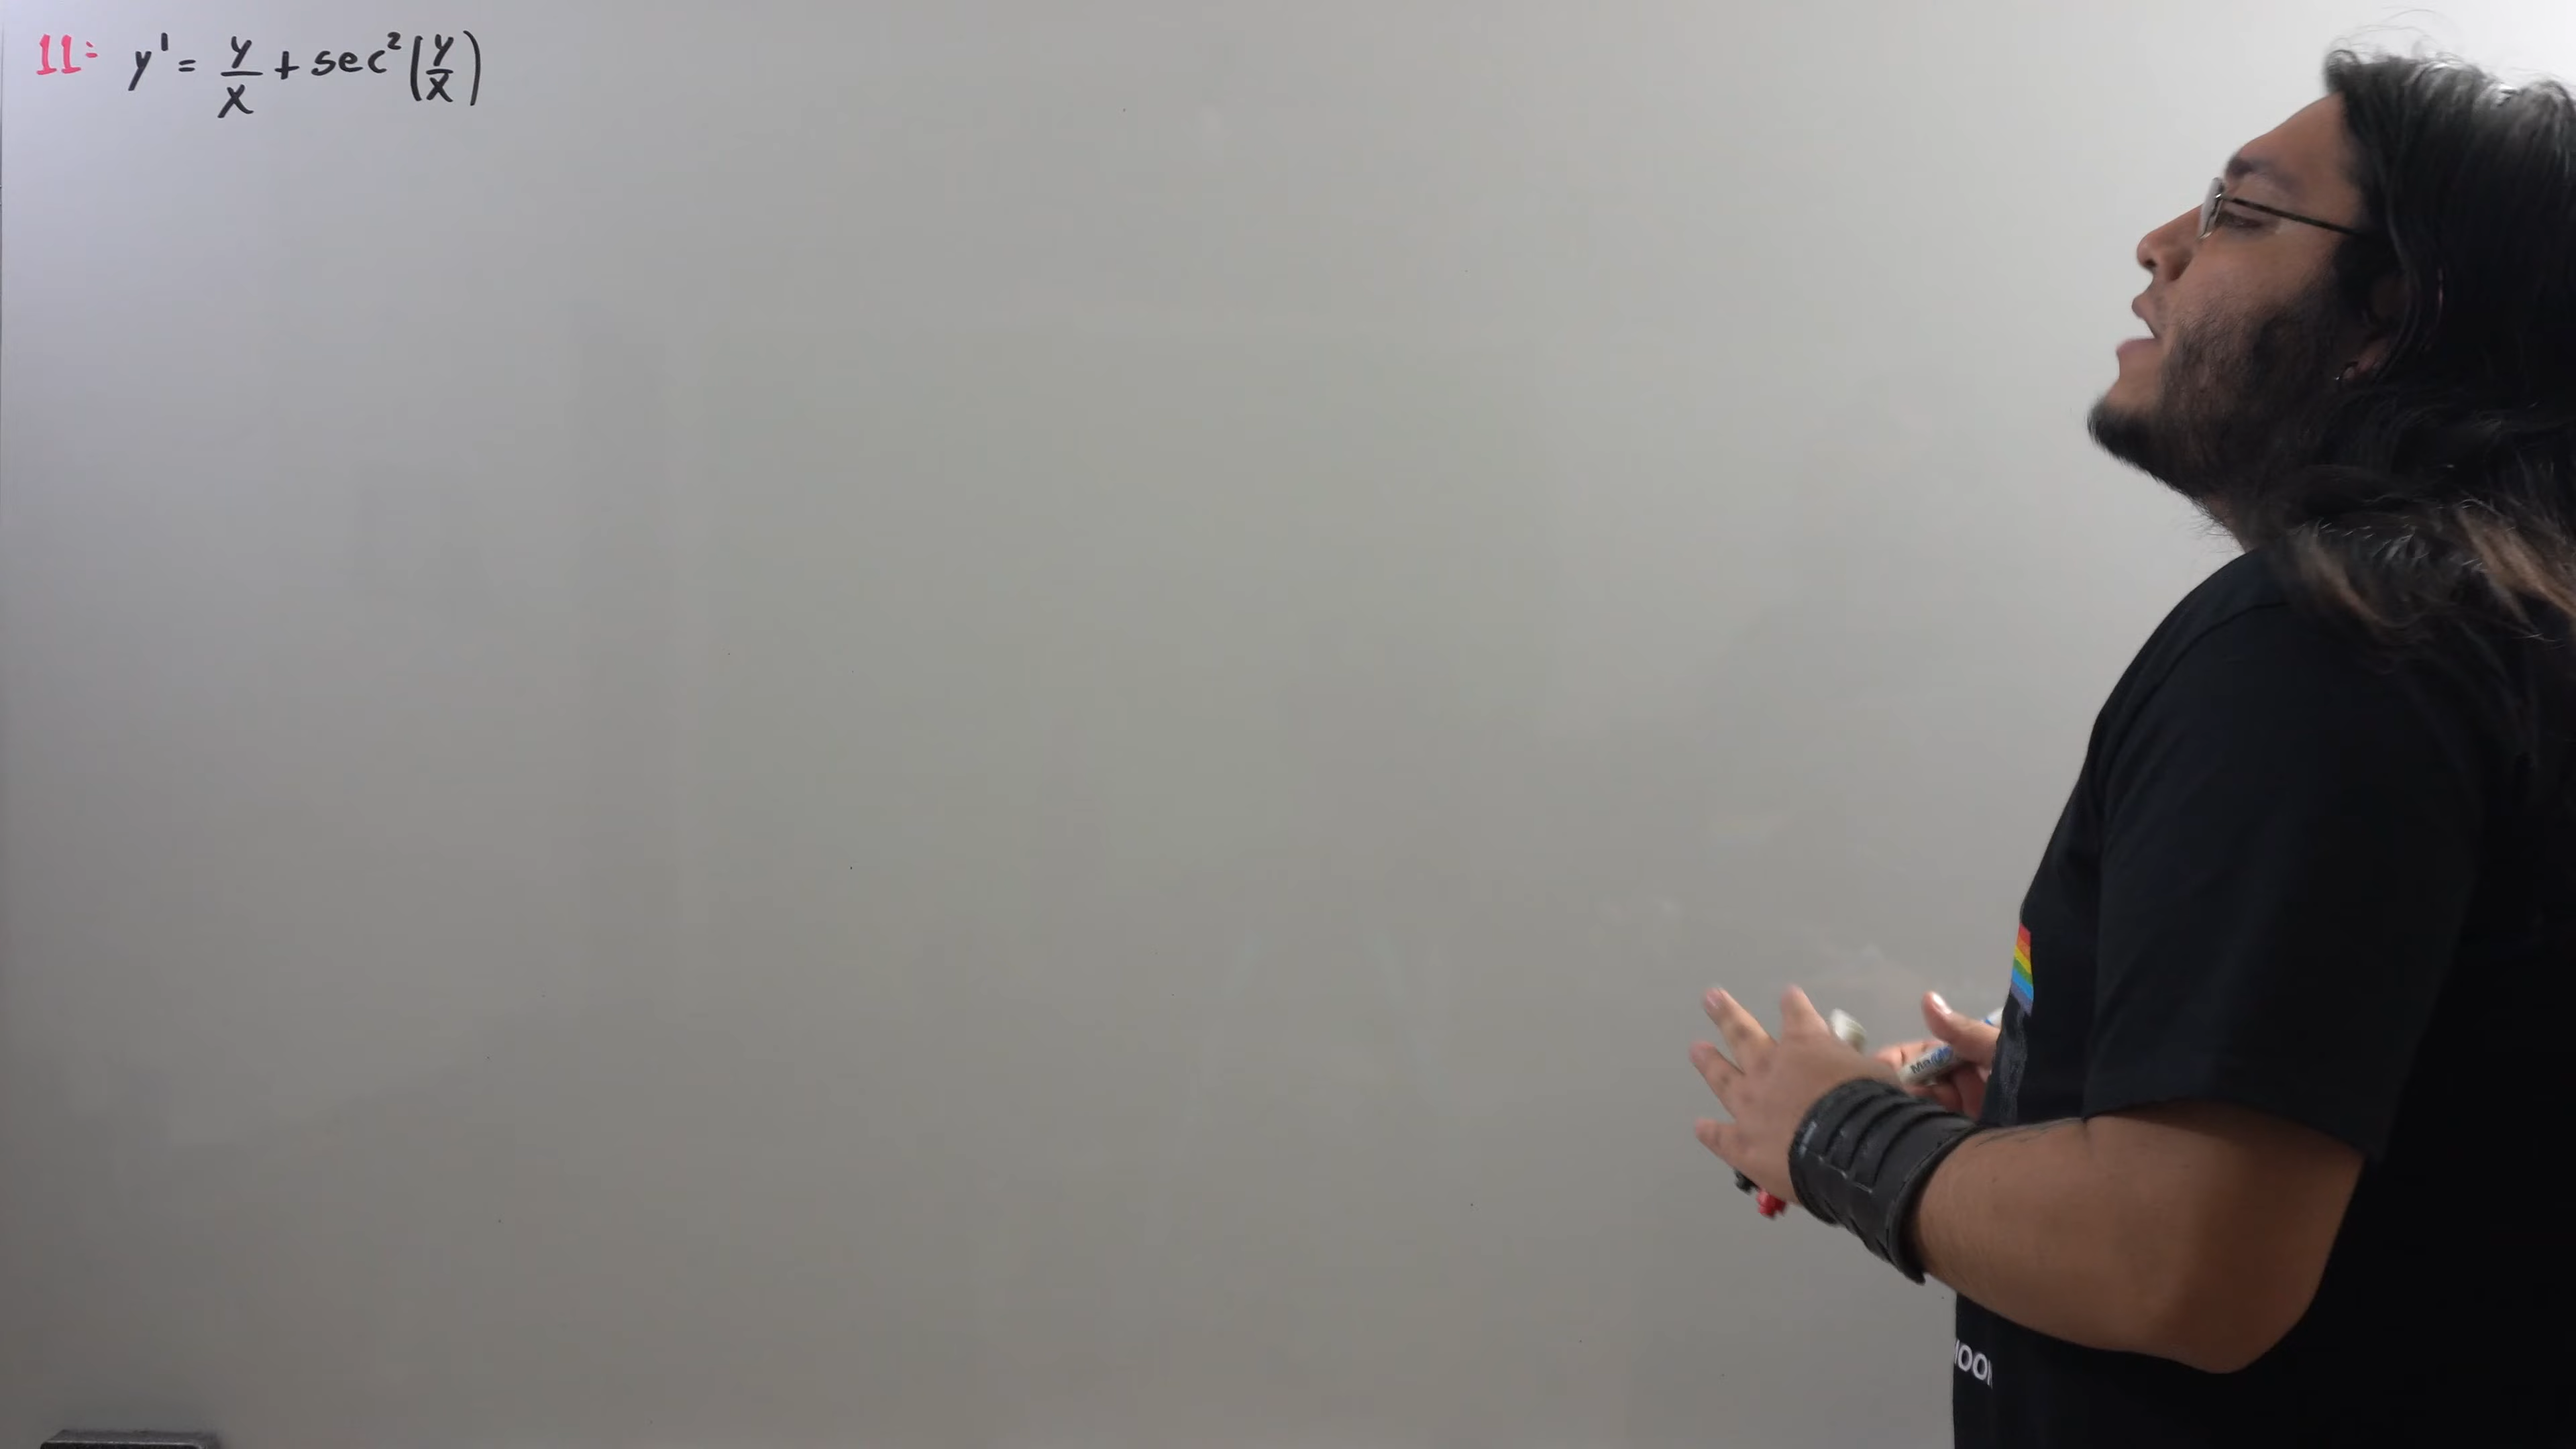 11: y' = y/x + sec²(y/x)